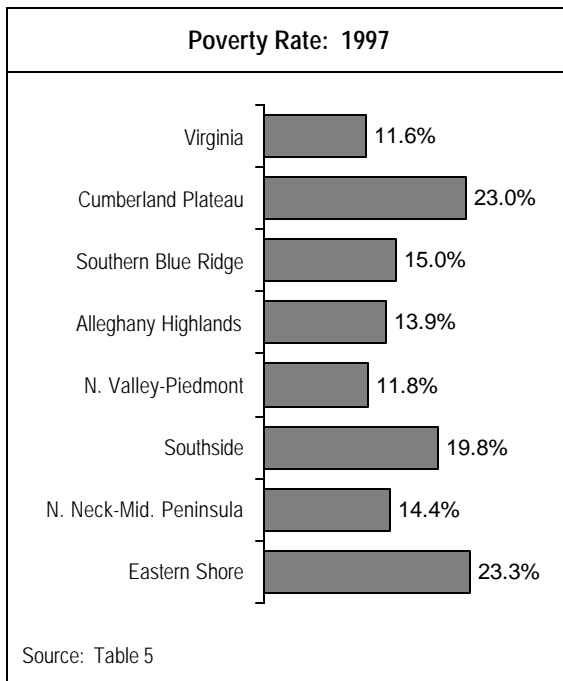 Poverty Rate: 1997
Virginia 11.6%
Cumberland Plateau 23.0%
Southern Blue Ridge 15.0%
Alleghany Highlands 13.9%
N. Valley-Piedmont 11.8%
Southside 19.8%
N. Neck-Mid. Peninsula 14.4%
Eastern Shore 23.3%
Source: Table 5